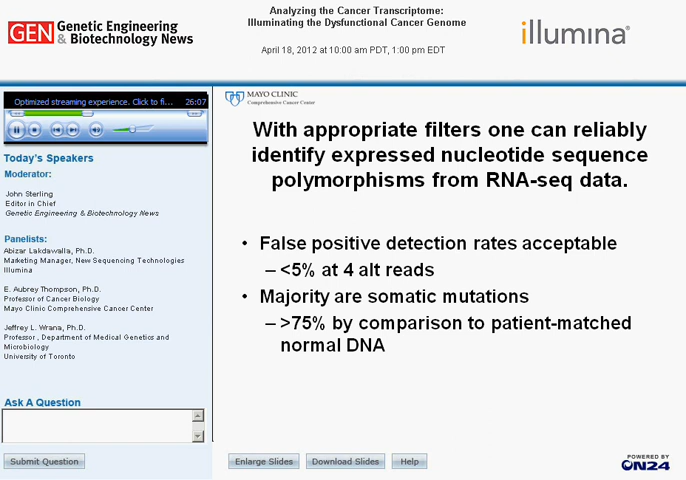 GEN Genetic Engineering
& Biotechnology News
Analyzing the Cancer Transcriptome:
Illuminating the Dysfunctional Cancer Genome
April 18, 2012 at 10:00 am PDT, 1:00 pm EDT
illumina®
Optimized streaming experience. Click to fi... 26:07
Today's Speakers
Moderator:
John Sterling
Editor in Chief
Genetic Engineering & Biotechnology News
Panelists:
Abizar Lakdawalla, Ph.D.
Marketing Manager, New Sequencing Technologies
Illumina
E. Aubrey Thompson, Ph.D.
Professor of Cancer Biology
Mayo Clinic Comprehensive Cancer Center
Jeffrey L. Wrana, Ph.D.
Professor , Department of Medical Genetics and
Microbiology
University of Toronto
Ask A Question
Submit Question
MAYO CLINIC
Comprehensive Cancer Center
With appropriate filters one can reliably
identify expressed nucleotide sequence
polymorphisms from RNA-seq data.
• False positive detection rates acceptable
– <5% at 4 alt reads
• Majority are somatic mutations
– >75% by comparison to patient-matched
normal DNA
Enlarge Slides Download Slides Help
POWERED BY
ON24